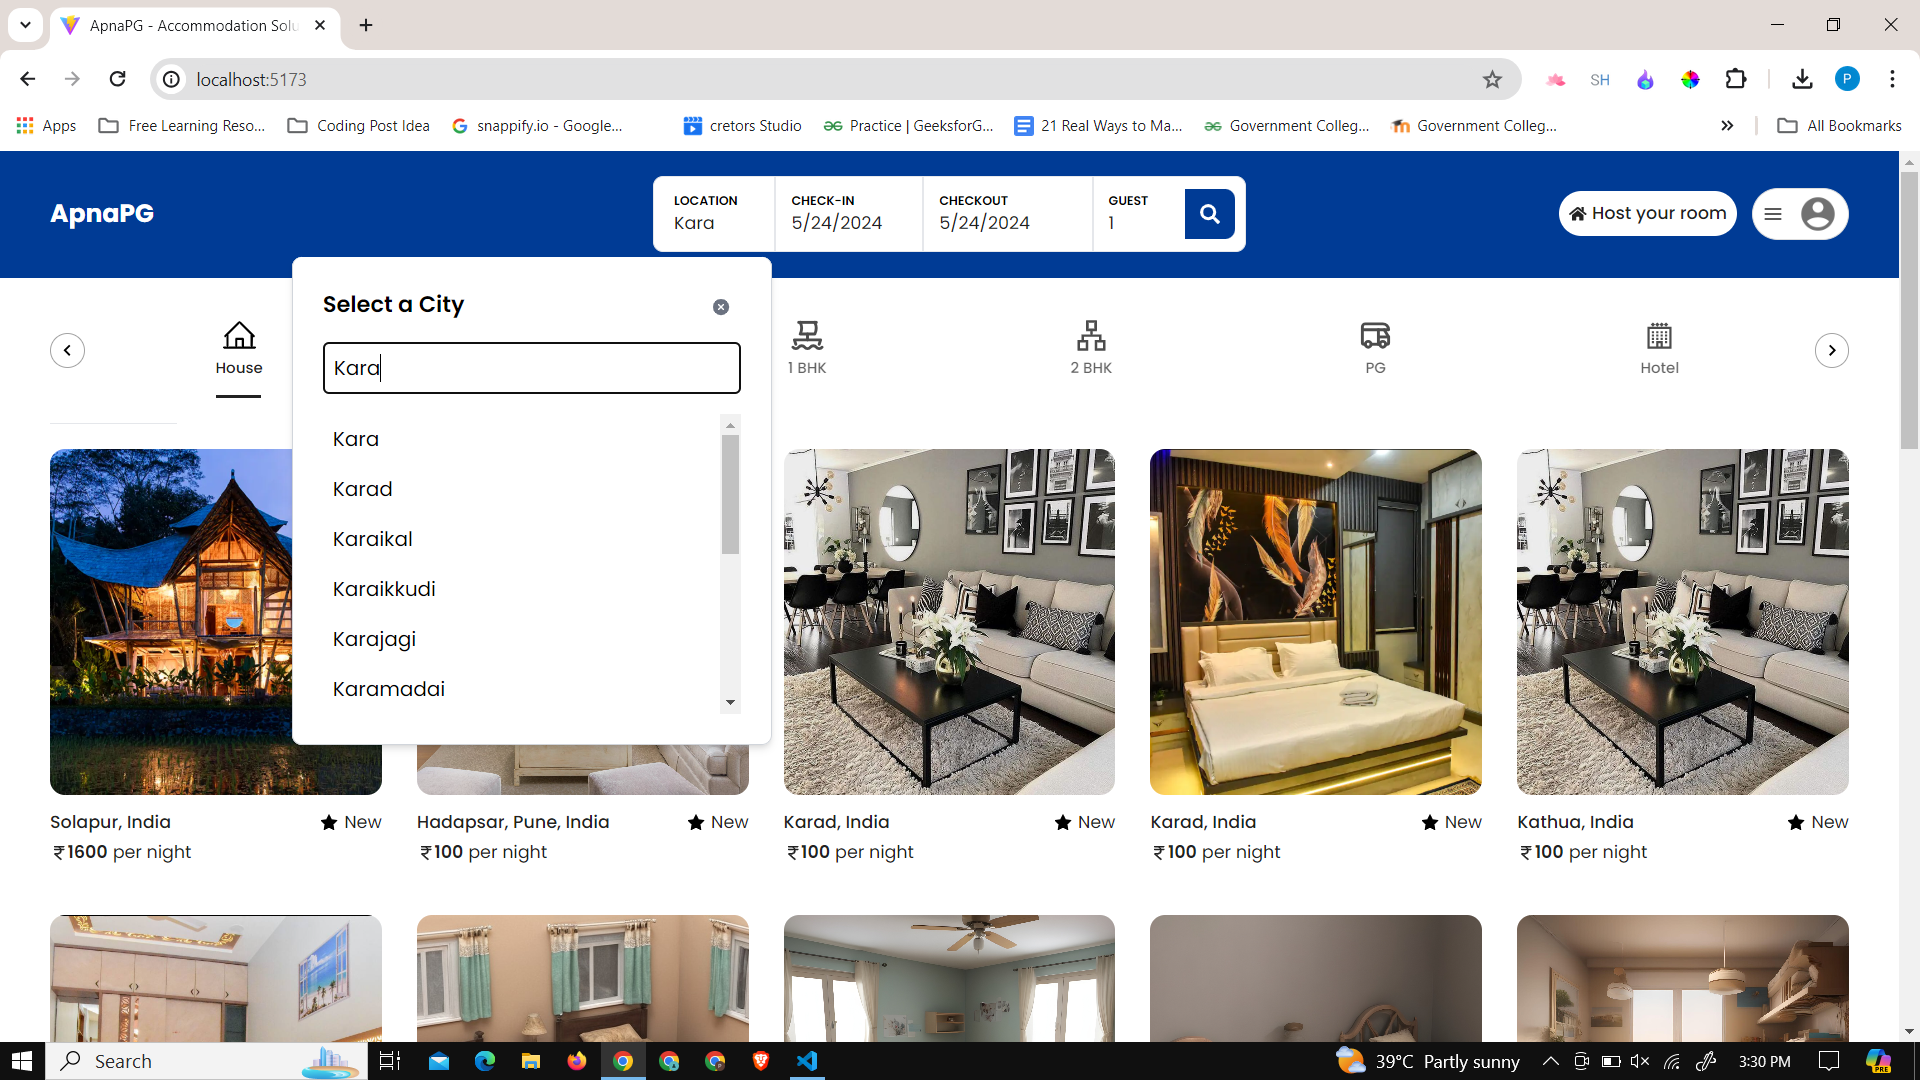 ApnaPG - Accommodation Solu
localhost:5173
SH
P
Apps
Free Learning Reso...
Coding Post Idea
snappify.io - Google...
cretors Studio
Practice | GeeksforG...
21 Real Ways to Ma...
Government Colleg...
Government Colleg...
All Bookmarks
ApnaPG
LOCATION
Kara
CHECK-IN
5/24/2024
CHECKOUT
5/24/2024
GUEST
1
Host your room
Select a City
Kara
Kara
Karad
Karaikal
Karaikkudi
Karajagi
Karamadai
House
1 BHK
2 BHK
PG
Hotel
Solapur, India
New
₹1600 per night
Hadapsar, Pune, India
New
₹100 per night
Karad, India
New
₹100 per night
Karad, India
New
₹100 per night
Kathua, India
New
₹100 per night
Search
39°C Partly sunny
3:30 PM
PRE